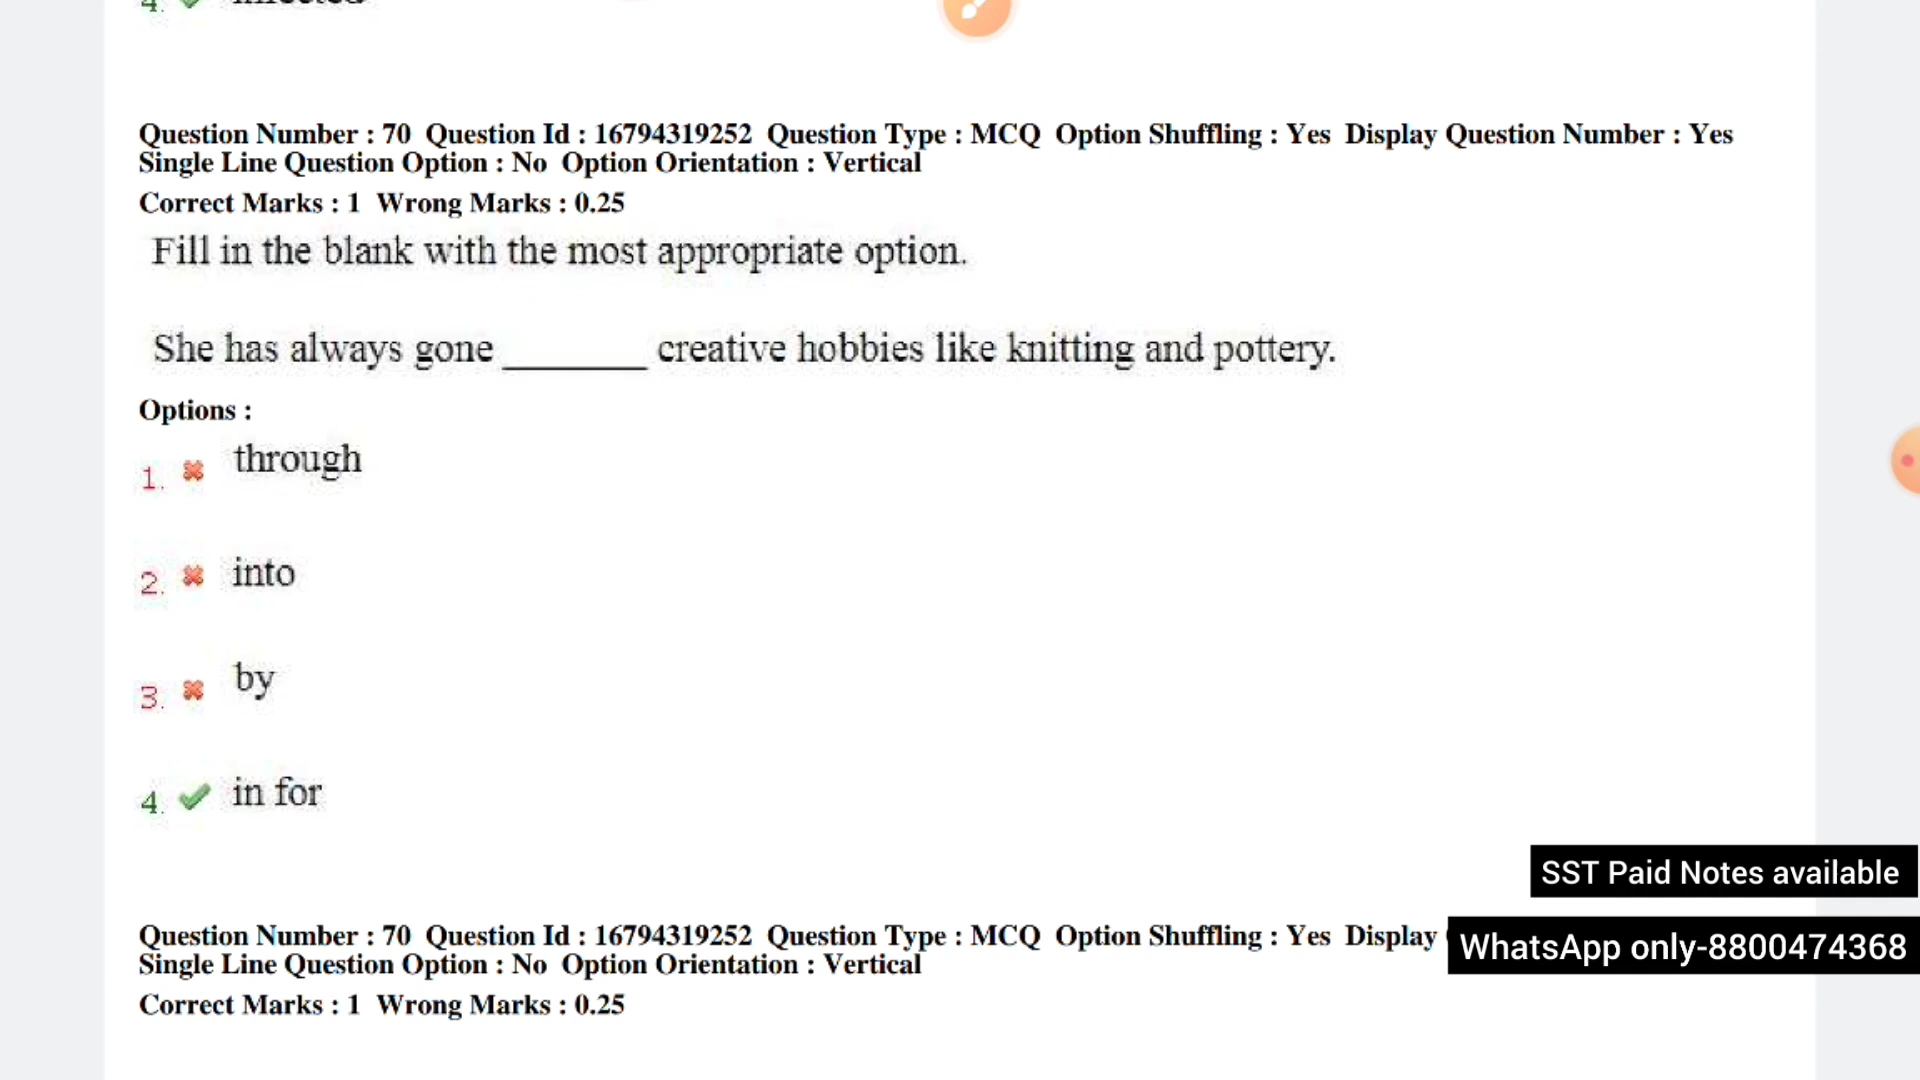 4.
Question Number : 70 Question Id : 16794319252 Question Type : MCQ Option Shuffling : Yes Display Question Number : Yes
Single Line Question Option : No Option Orientation : Vertical
Correct Marks : 1 Wrong Marks : 0.25
Fill in the blank with the most appropriate option.
She has always gone _______ creative hobbies like knitting and pottery.
Options :
1. through
2. into
3. by
4. in for
SST Paid Notes available
Question Number : 70 Question Id : 16794319252 Question Type : MCQ Option Shuffling : Yes Display
WhatsApp only-8800474368
Single Line Question Option : No Option Orientation : Vertical
Correct Marks : 1 Wrong Marks : 0.25